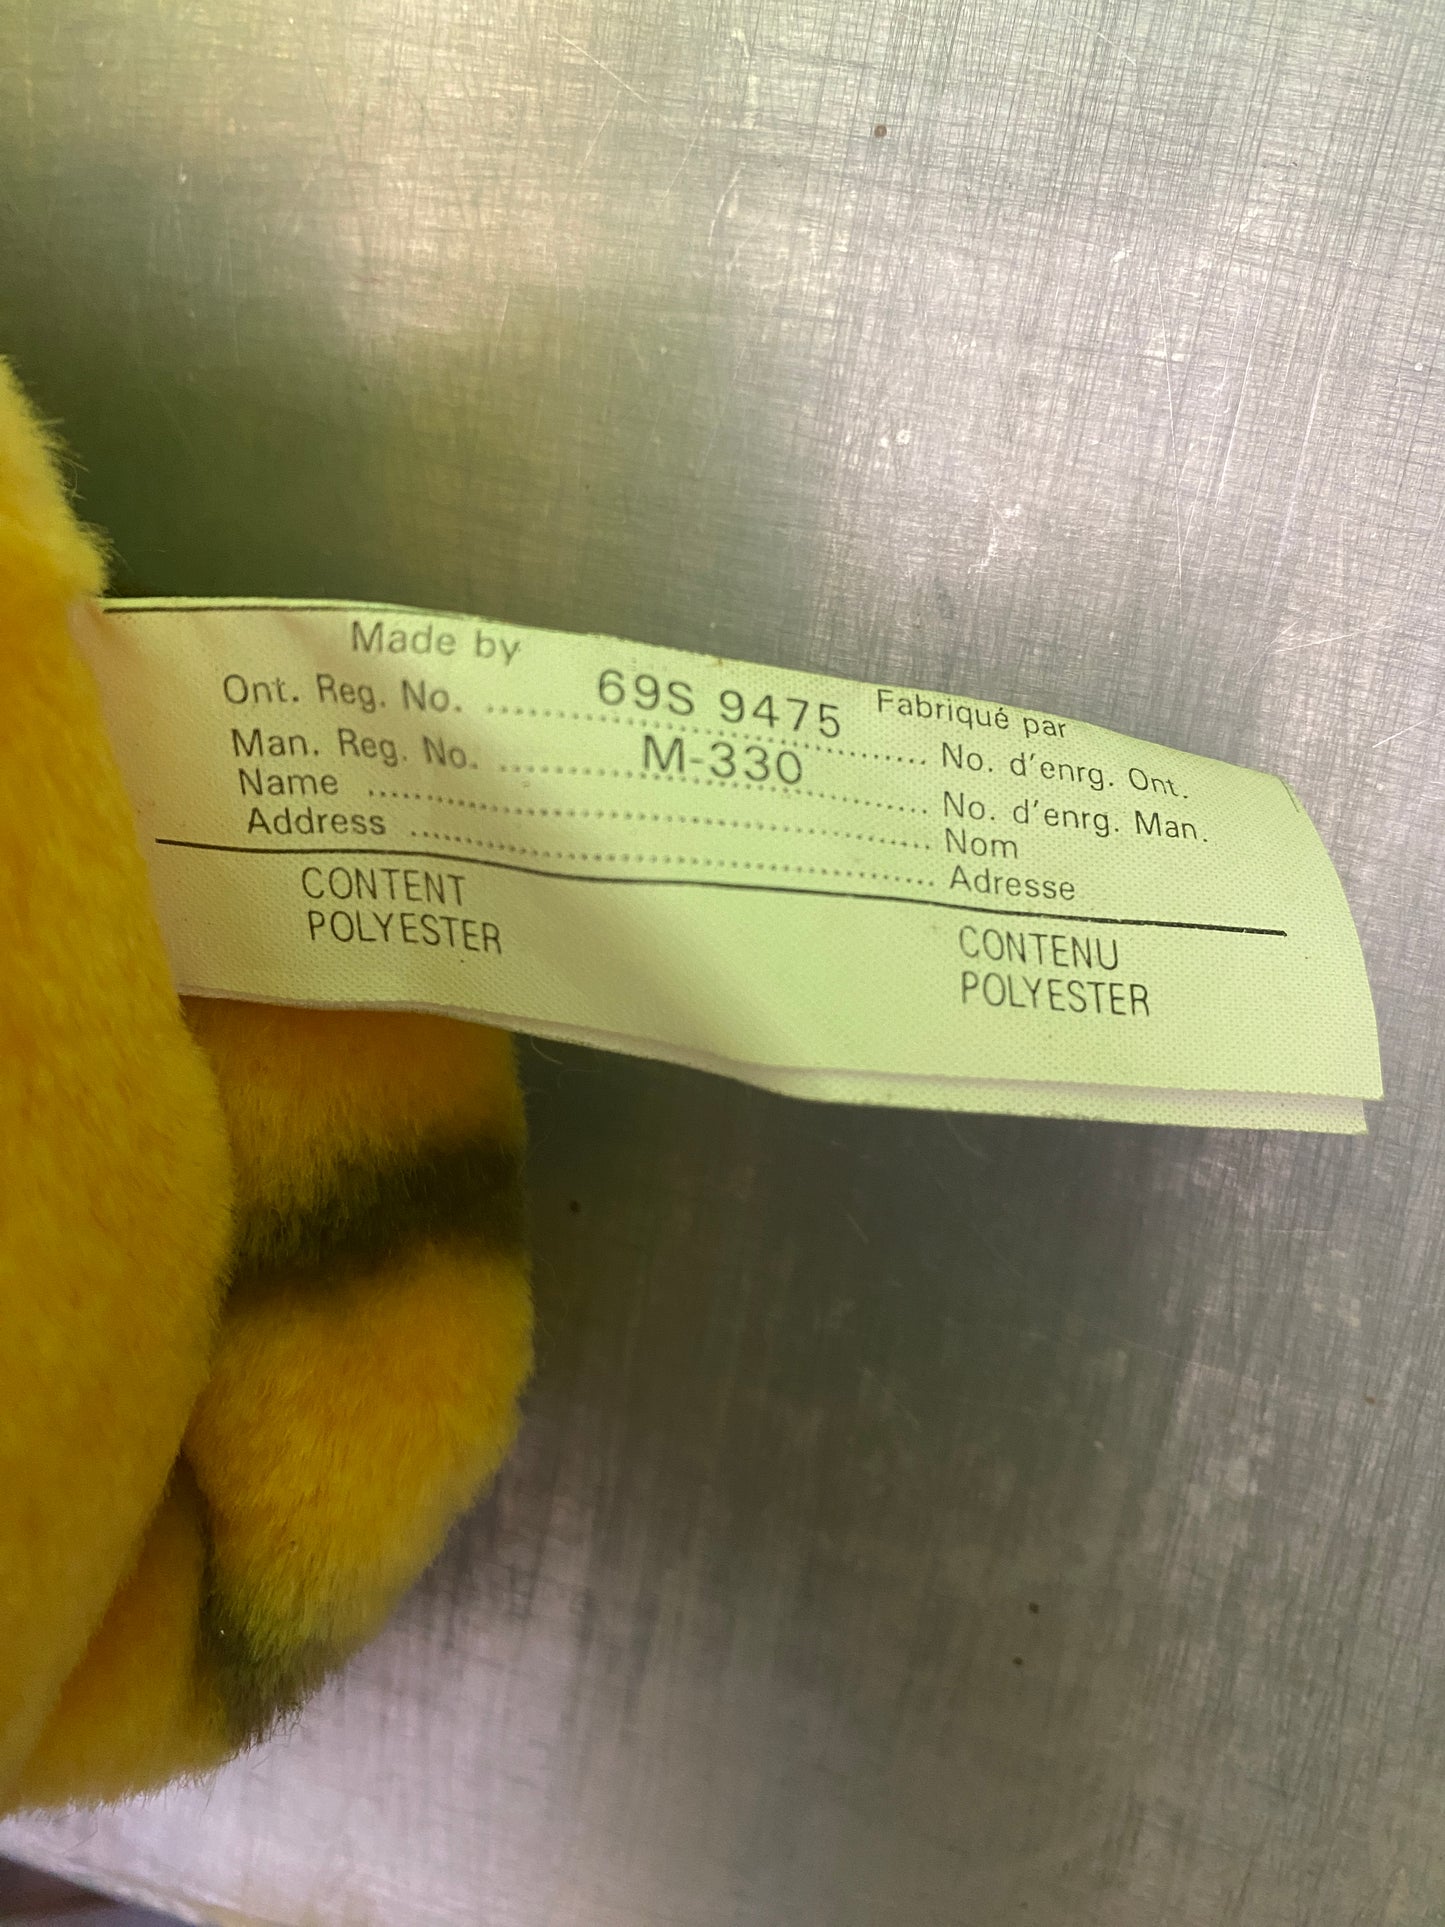 Made by Fabriqué par
Ont. Reg. No. .................... 69S 9475 .................... No. d'enrg. Ont.
Man. Reg. No. .................... M-330 .................... No. d'enrg. Man.
Name ........................................ Nom
Address ........................................ Adresse
CONTENT CONTENU
POLYESTER POLYESTER